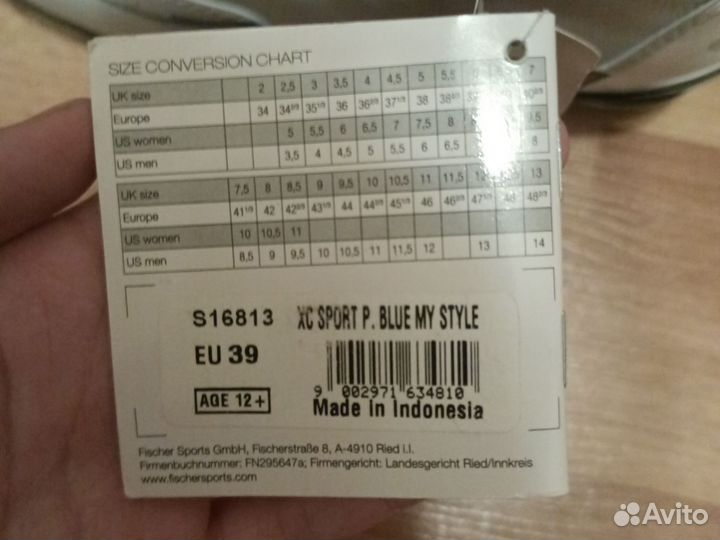 SIZE CONVERSION CHART
UK size 2 2,5 3 3,5 4 4,5 5 5,5 7
Europe 34 34²/³ 35¹/³ 36 36²/³ 37¹/³ 38 38²/³
US women 5 5,5 6 6,5 7 7,5 8
US men 3,5 4 4,5 5 5,5 6 6,5 8
UK size 7,5 8 8,5 9 9,5 10 10,5 11 11,5 13
Europe 41¹/³ 42 42²/³ 43¹/³ 44 44²/³ 45¹/³ 46 46²/³ 47¹/³ 48 48²/³
US women 10 10,5 11
US men 8,5 9 9,5 10 10,5 11 11,5 12 13 14
S16813 XC SPORT P. BLUE MY STYLE
EU 39
AGE 12+
9 002971 634810
Made in Indonesia
Fischer Sports GmbH, Fischerstraße 8, A-4910 Ried I.I.
Firmenbuchnummer: FN295647a; Firmengericht: Landesgericht Ried/Innkreis
www.fischersports.com
Avito